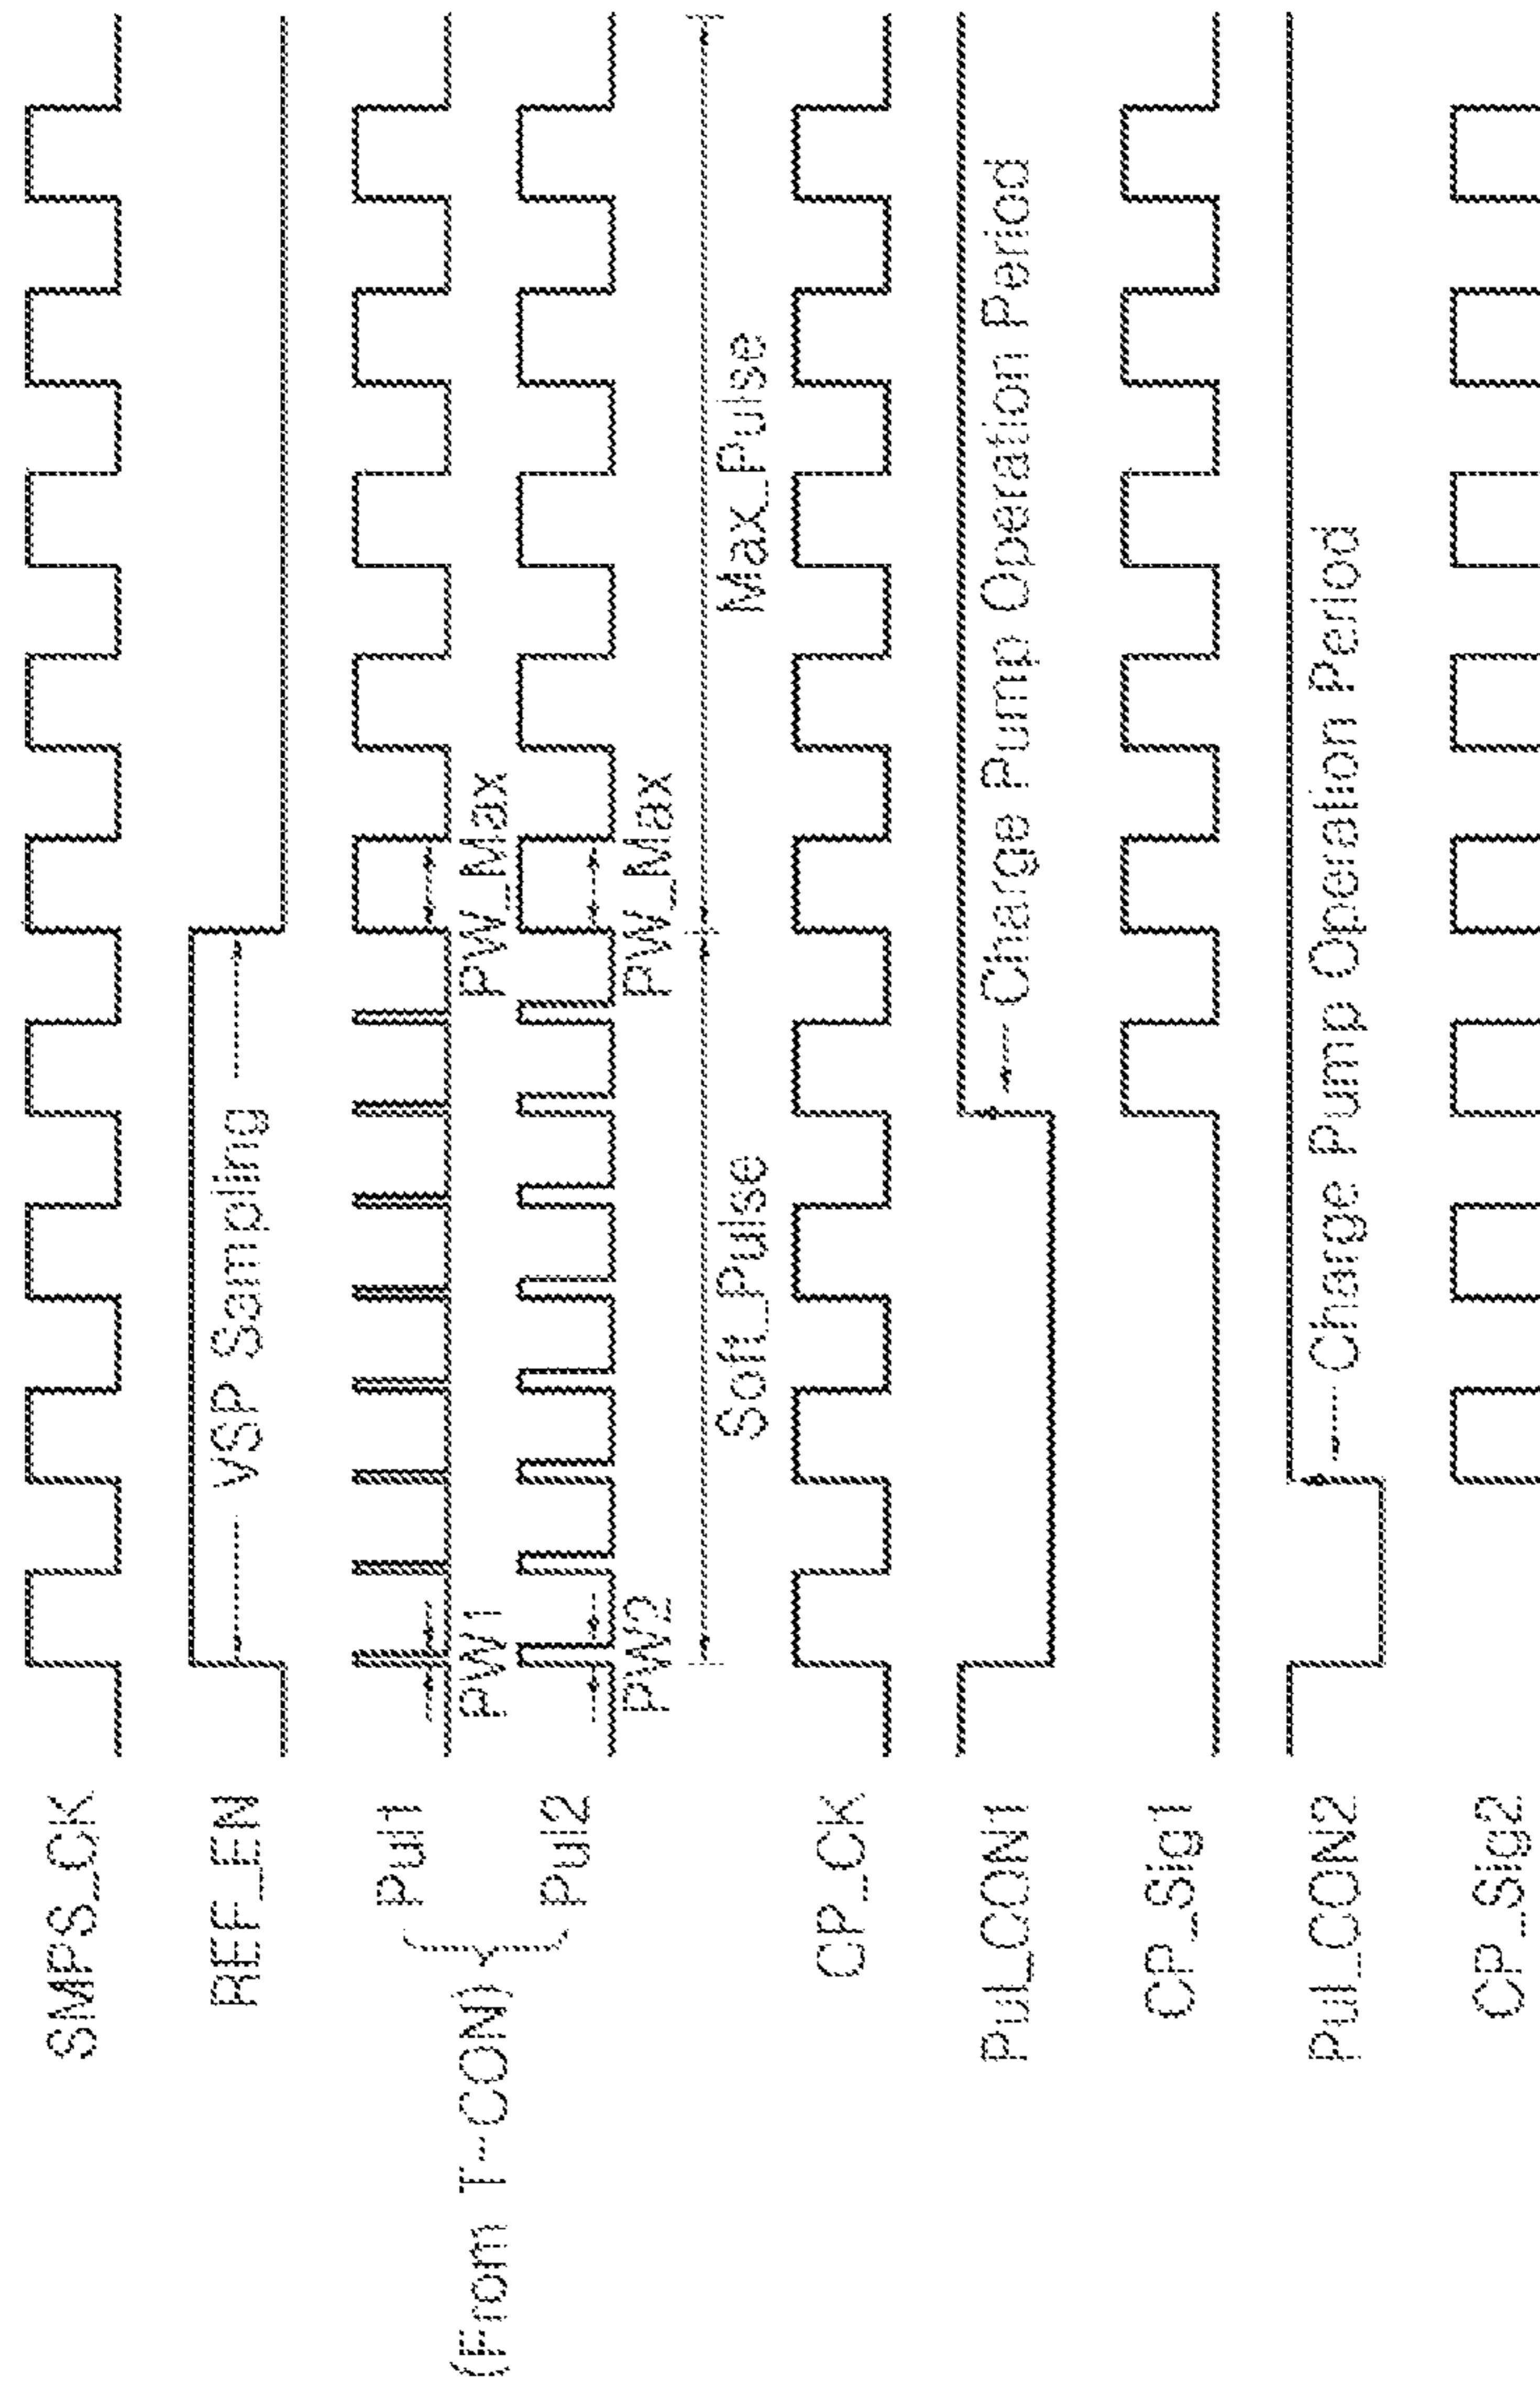 SMPS_CK
REF_EN
VSP Sampling
(From T-CON)
Pul1
PW1
PW_Max
Pul2
PW2
PW_Max
Soft_Pulse
Max_Pulse
CP_CK
Pul_CON1
Charge Pump Operation Period
CP_Sig1
Pul_CON2
Charge Pump Operation Period
CP_Sig2